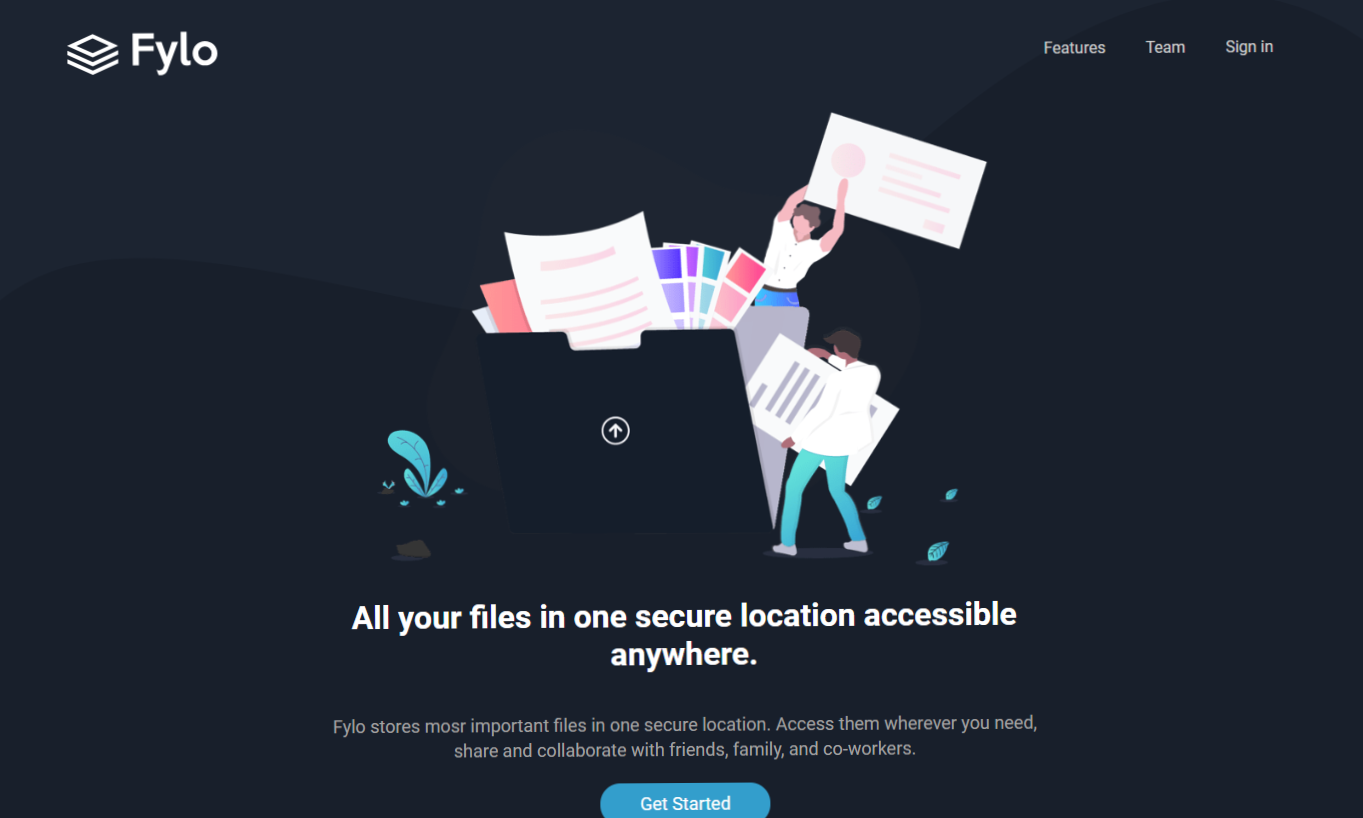 Fylo
Features Team Sign in
All your files in one secure location accessible
anywhere.
Fylo stores mosr important files in one secure location. Access them wherever you need,
share and collaborate with friends, family, and co-workers.
Get Started